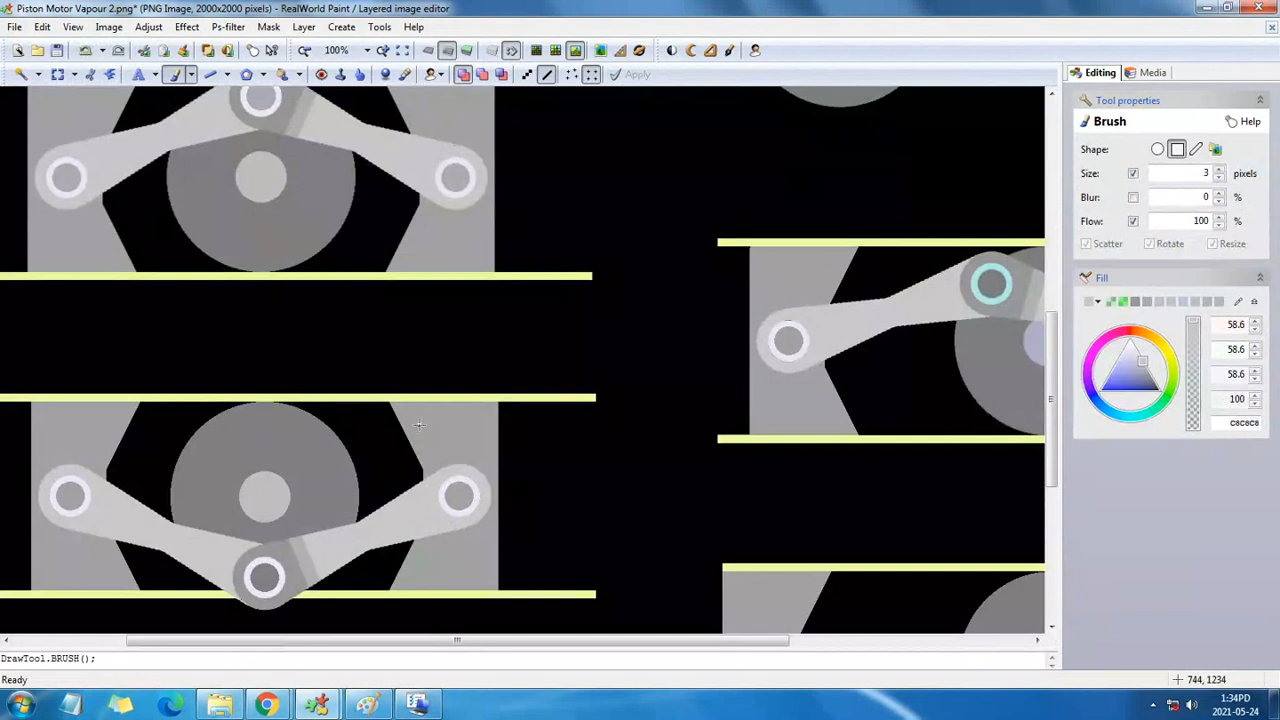 Piston Motor Vapour 2.png* (PNG Image, 2000x2000 pixels) - RealWorld Paint / Layered image editor
File Edit View Image Adjust Effect Ps-filter Mask Layer Create Tools Help
100%
Apply
Editing Media
Tool properties
Brush Help
Shape:
Size: 3 pixels
Blur: 0 %
Flow: 100 %
Scatter Rotate Resize
Fill
58.6
58.6
58.6
100
C8C8C8
DrawTool.BRUSH();
Ready 744, 1234
1:34PD
2021-05-24